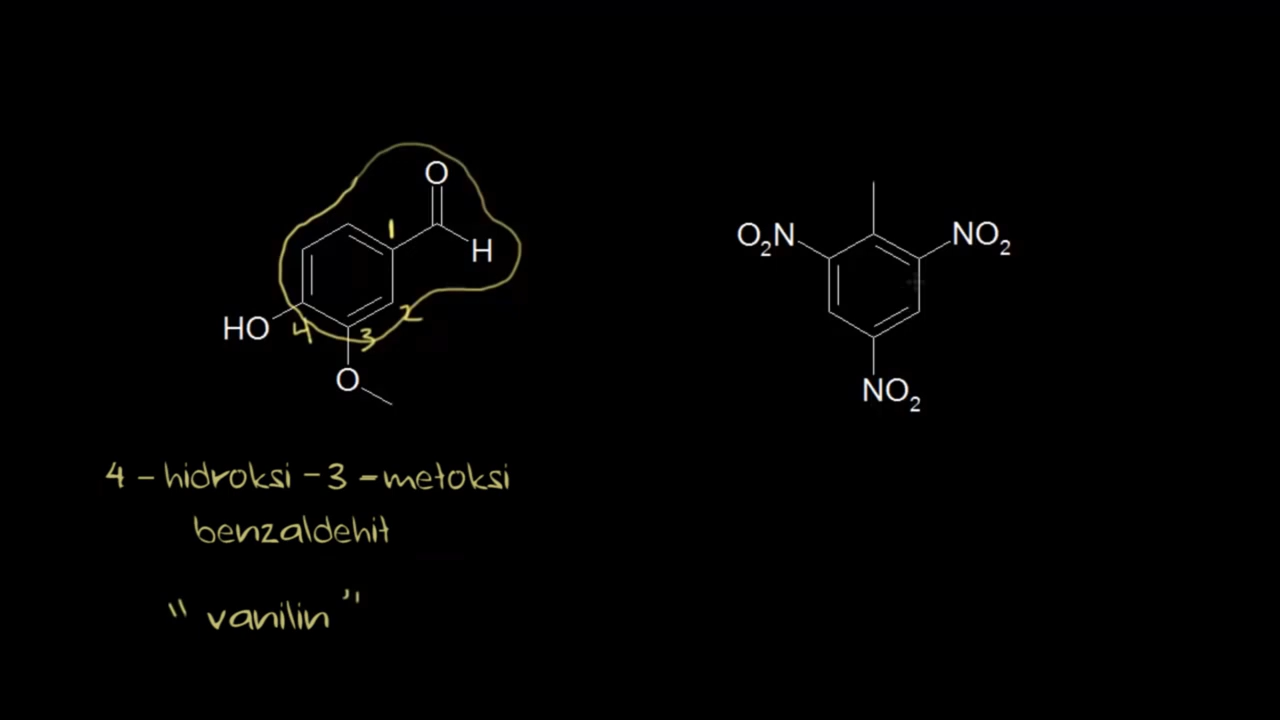 O
1
H
2
HO
4
3
O
4 - hidroksi - 3 - metoksi
benzaldehit
" vanilin "
O₂N
NO₂
NO₂